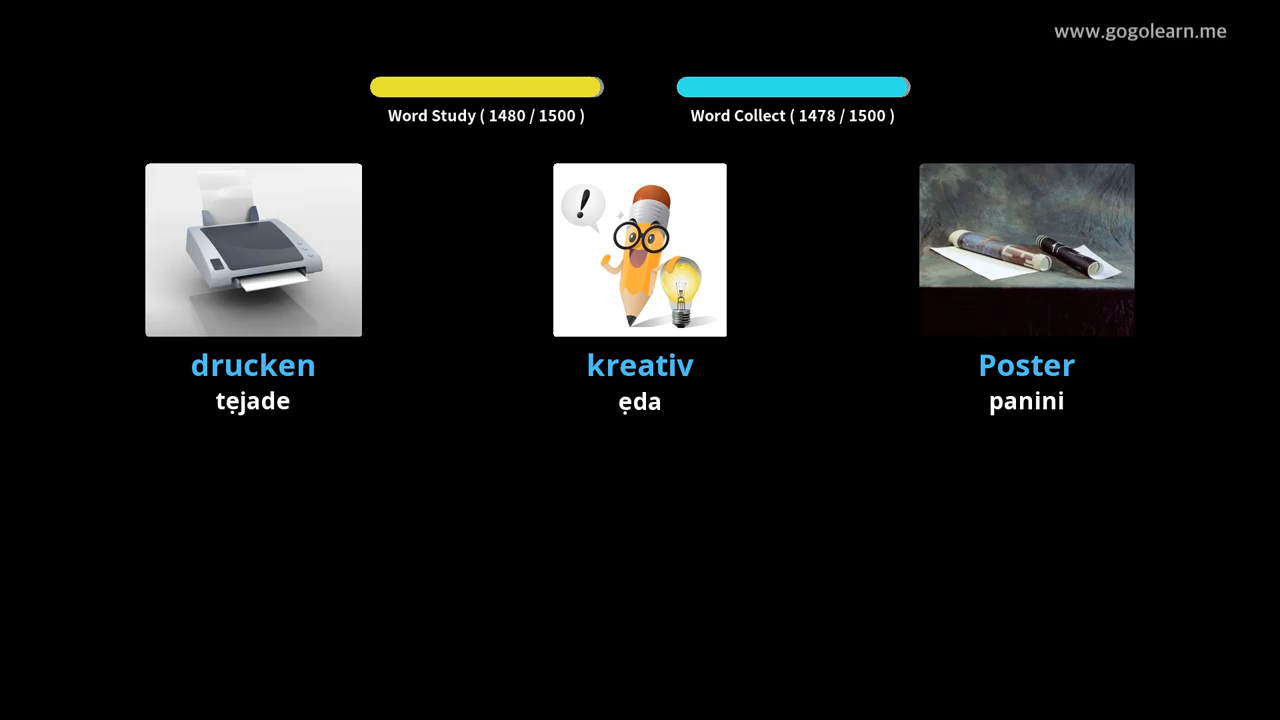 www.gogolearn.me
Word Study ( 1480 / 1500 )
Word Collect ( 1478 / 1500 )
drucken
tẹjade
kreativ
ẹda
Poster
panini